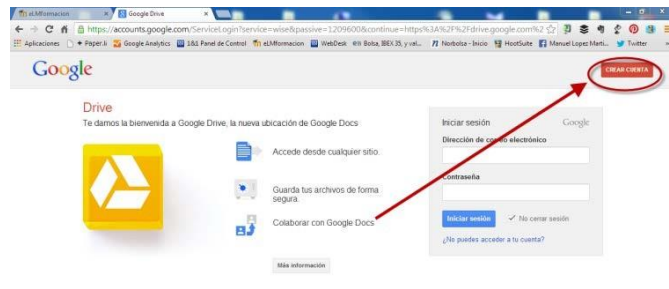 eLMformacion
Google Drive
https://accounts.google.com/ServiceLogin?service=wise&passive=1209600&continue=https%3A%2F%2Fdrive.google.com%2
Aplicaciones
Paper.li
Google Analytics
1&1 Panel de Control
eLMformacion
WebDesk
Bolsa, IBEX 35, y val...
Norbolsa - Inicio
HootSuite
Manuel Lopez Marti...
Twitter
Google
CREAR CUENTA
Drive
Te damos la bienvenida a Google Drive, la nueva ubicación de Google Docs
Accede desde cualquier sitio.
Guarda tus archivos de forma
segura.
Colaborar con Google Docs
Más información
Iniciar sesión
Google
Dirección de correo electrónico
Contraseña
Iniciar sesión
No cerrar sesión
¿No puedes acceder a tu cuenta?